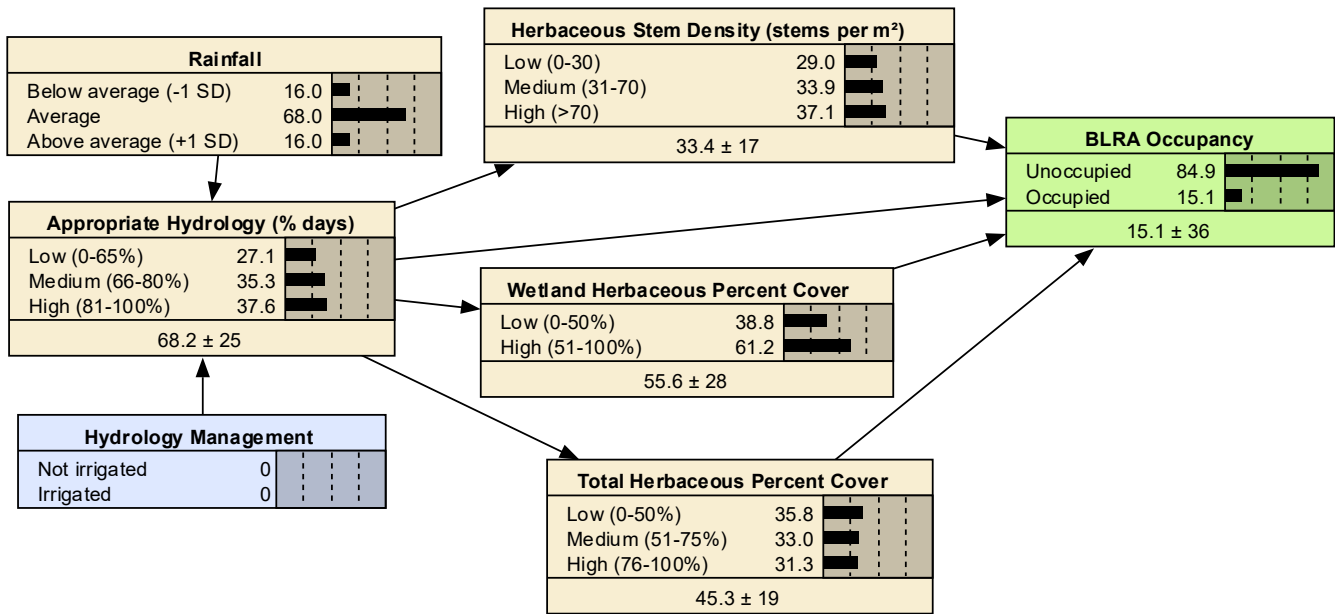 Rainfall
Below average (-1 SD) 16.0
Average 68.0
Above average (+1 SD) 16.0
Herbaceous Stem Density (stems per m²)
Low (0-30) 29.0
Medium (31-70) 33.9
High (>70) 37.1
33.4 ± 17
BLRA Occupancy
Unoccupied 84.9
Occupied 15.1
15.1 ± 36
Appropriate Hydrology (% days)
Low (0-65%) 27.1
Medium (66-80%) 35.3
High (81-100%) 37.6
68.2 ± 25
Wetland Herbaceous Percent Cover
Low (0-50%) 38.8
High (51-100%) 61.2
55.6 ± 28
Hydrology Management
Not irrigated 0
Irrigated 0
Total Herbaceous Percent Cover
Low (0-50%) 35.8
Medium (51-75%) 33.0
High (76-100%) 31.3
45.3 ± 19